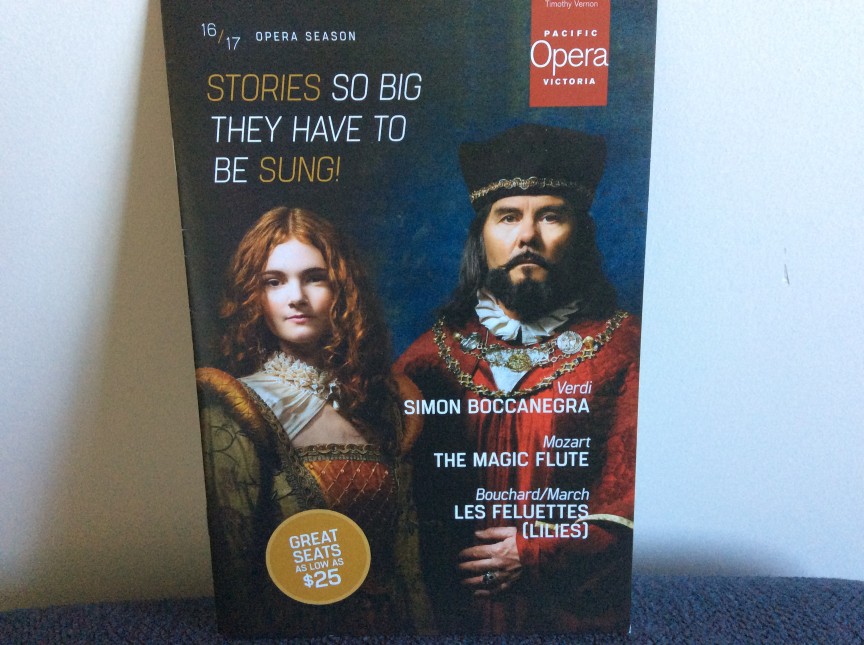 Timothy Vernon
PACIFIC
Opera
VICTORIA
16/17 OPERA SEASON
STORIES SO BIG
THEY HAVE TO
BE SUNG!
Verdi
SIMON BOCCANEGRA
Mozart
THE MAGIC FLUTE
Bouchard/March
LES FELUETTES
(LILIES)
GREAT
SEATS
AS LOW AS
$25